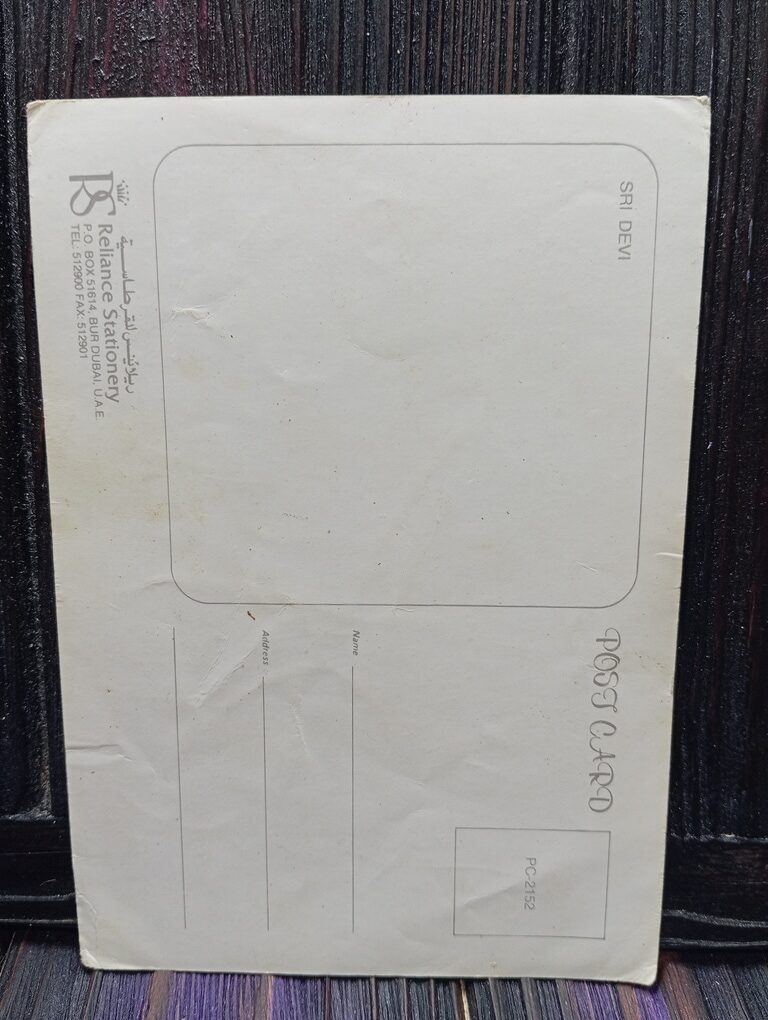 SRI DEVI
POST CARD
PC-2152
Name
Address
RS
ريلاينس للقرطاسية
Reliance Stationery
P.O. BOX 51614, BUR DUBAI, U.A.E.
TEL: 512900 FAX: 512901